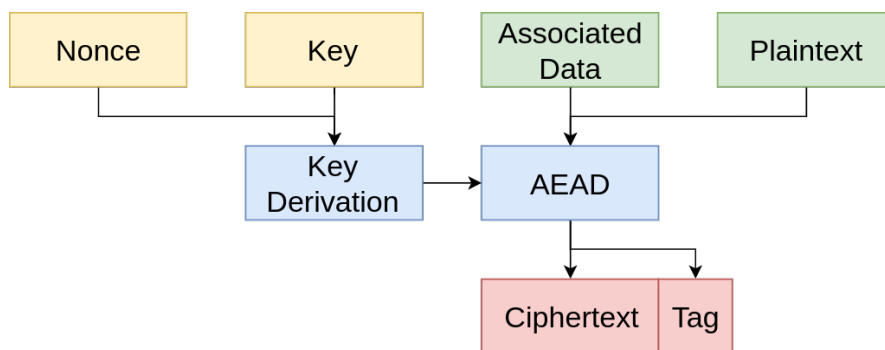 Nonce
Key
Associated
Data
Plaintext
Key
Derivation
AEAD
Ciphertext
Tag